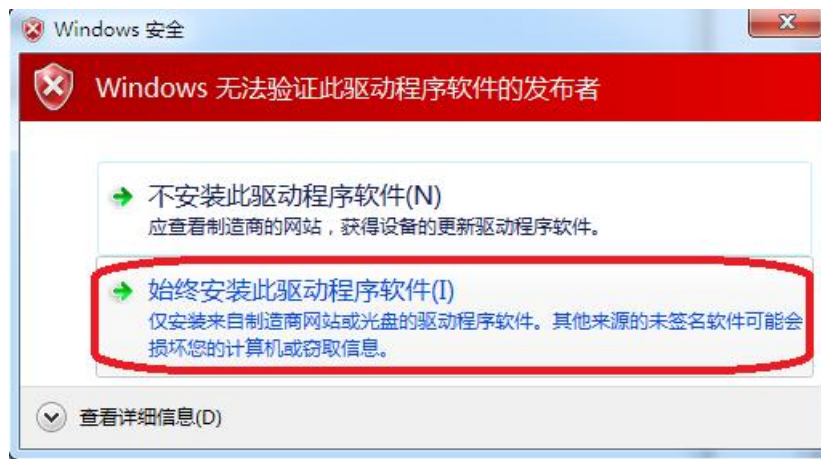 Windows 安全
Windows 无法验证此驱动程序软件的发布者
不安装此驱动程序软件(N)
应查看制造商的网站，获得设备的更新驱动程序软件。
始终安装此驱动程序软件(I)
仅安装来自制造商网站或光盘的驱动程序软件。其他来源的未签名软件可能会
损坏您的计算机或窃取信息。
查看详细信息(D)